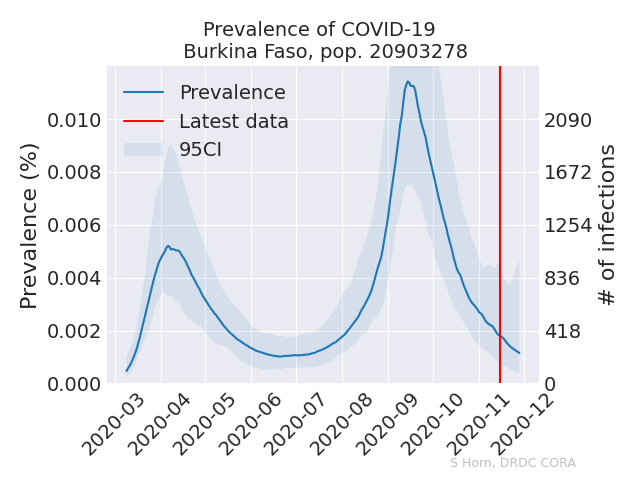 Prevalence of COVID-19
Burkina Faso, pop. 20903278
Prevalence
Latest data
95CI
Prevalence (%)
0.010
0.008
0.006
0.004
0.002
0.000
2090
1672
1254
836
418
0
# of infections
2020-03
2020-04
2020-05
2020-06
2020-07
2020-08
2020-09
2020-10
2020-11
2020-12
S Horn, DRDC CORA